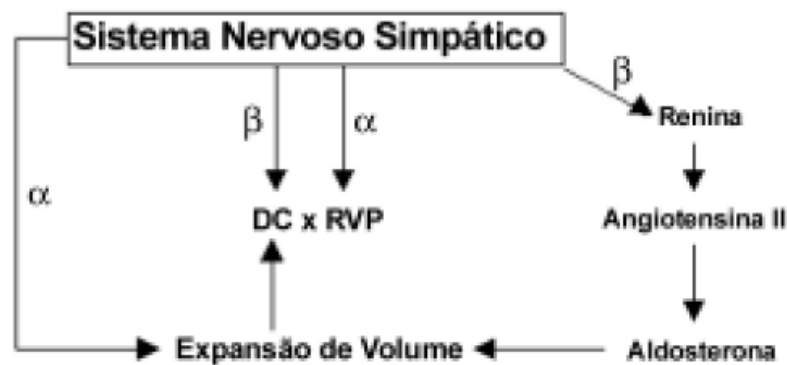 Sistema Nervoso Simpático
β
Renina
β
α
α
DC x RVP
Angiotensina II
Expansão de Volume
Aldosterona